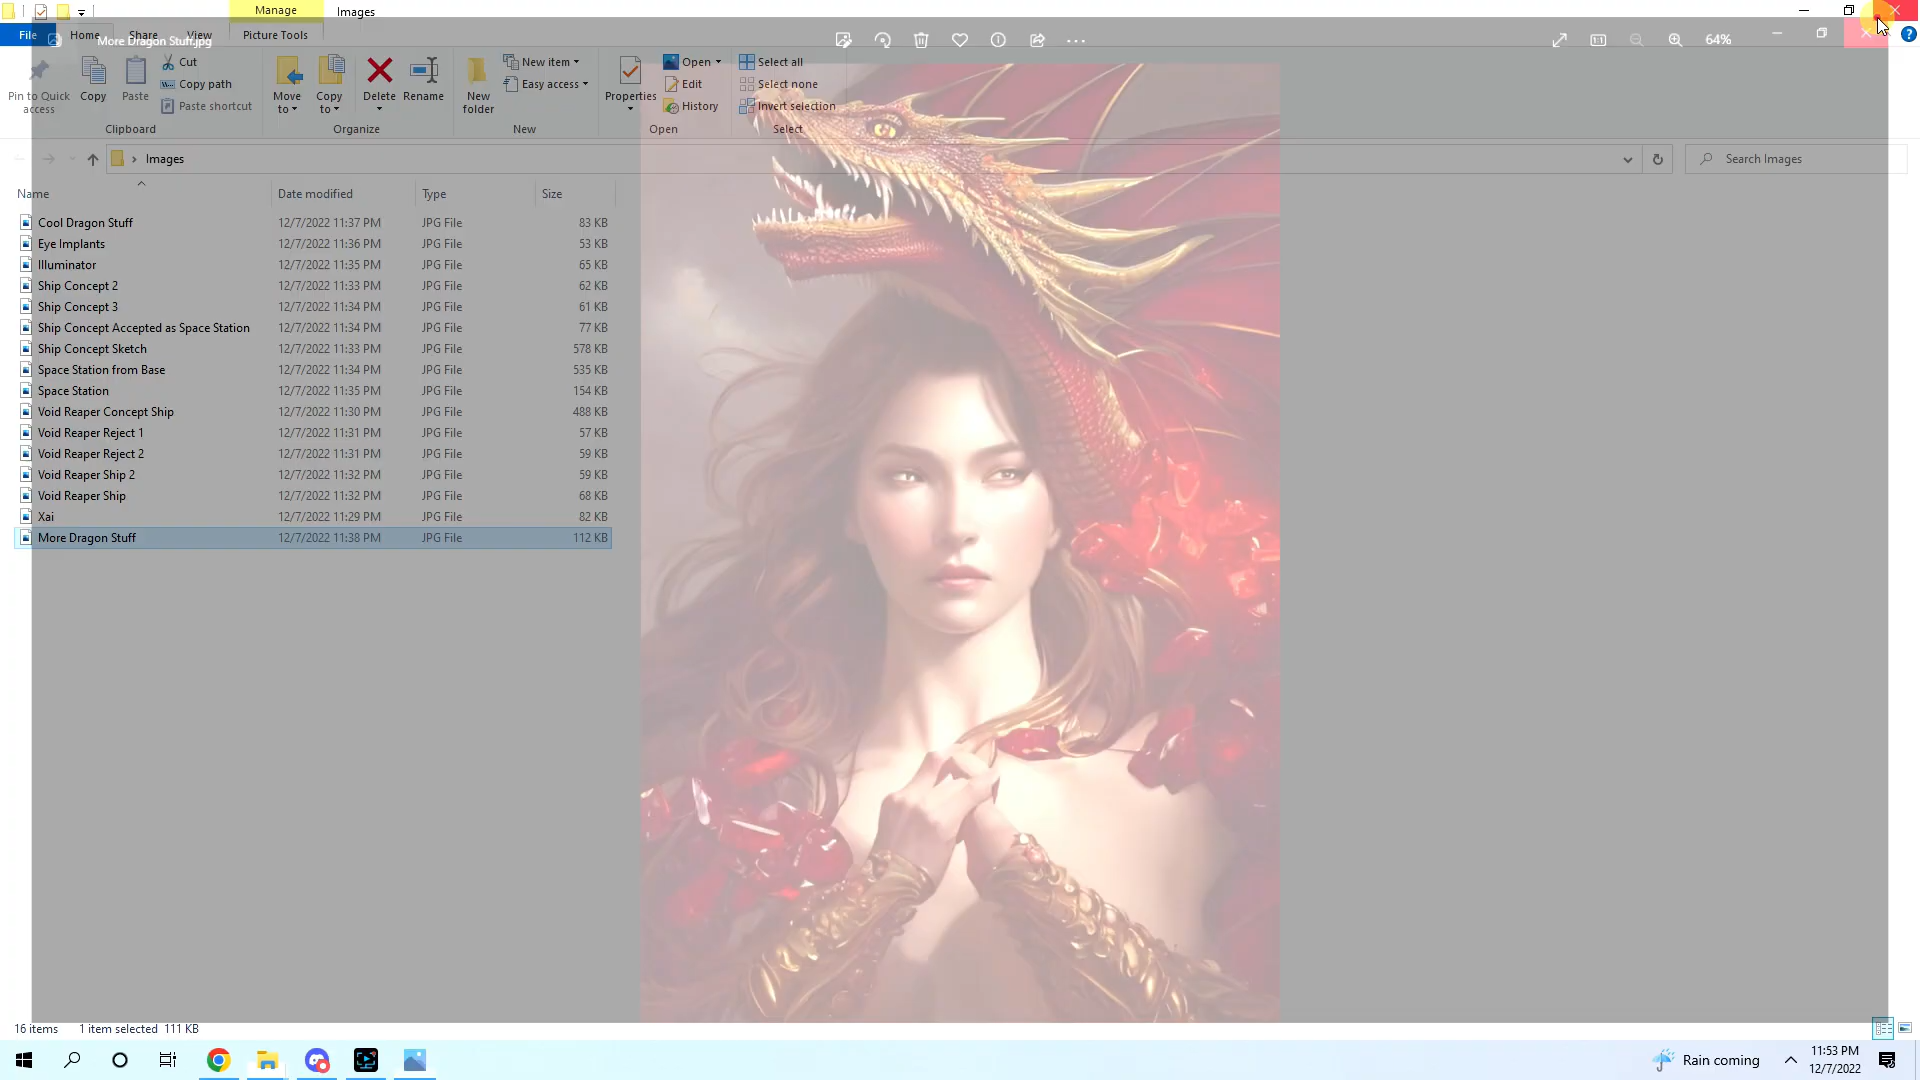 Manage
Images
File
Home
Share
View
Picture Tools
More Dragon Stuff.jpg
64%
Pin to Quick access
Copy
Paste
Cut
Copy path
Paste shortcut
Move to
Copy to
Delete
Rename
New folder
New item
Easy access
Properties
Open
Edit
History
Select all
Select none
Invert selection
Clipboard
Organize
New
Open
Select
Images
Search Images
Name Date modified Type Size
Cool Dragon Stuff 12/7/2022 11:37 PM JPG File 83 KB
Eye Implants 12/7/2022 11:36 PM JPG File 53 KB
Illuminator 12/7/2022 11:35 PM JPG File 65 KB
Ship Concept 2 12/7/2022 11:33 PM JPG File 62 KB
Ship Concept 3 12/7/2022 11:34 PM JPG File 61 KB
Ship Concept Accepted as Space Station 12/7/2022 11:34 PM JPG File 77 KB
Ship Concept Sketch 12/7/2022 11:33 PM JPG File 578 KB
Space Station from Base 12/7/2022 11:34 PM JPG File 535 KB
Space Station 12/7/2022 11:35 PM JPG File 154 KB
Void Reaper Concept Ship 12/7/2022 11:30 PM JPG File 488 KB
Void Reaper Reject 1 12/7/2022 11:31 PM JPG File 57 KB
Void Reaper Reject 2 12/7/2022 11:31 PM JPG File 59 KB
Void Reaper Ship 2 12/7/2022 11:32 PM JPG File 59 KB
Void Reaper Ship 12/7/2022 11:32 PM JPG File 68 KB
Xai 12/7/2022 11:29 PM JPG File 82 KB
More Dragon Stuff 12/7/2022 11:38 PM JPG File 112 KB
16 items 1 item selected 111 KB
Rain coming
11:53 PM
12/7/2022